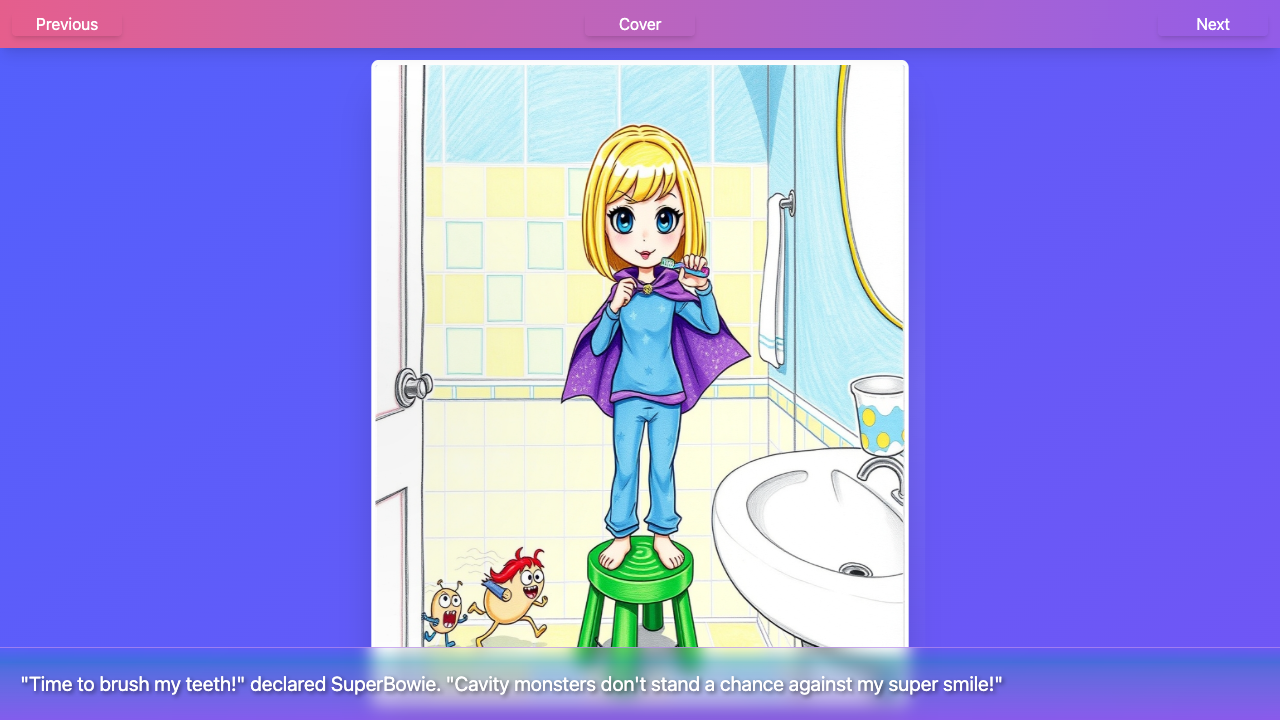 Previous
Cover
Next
"Time to brush my teeth!" declared SuperBowie. "Cavity monsters don't stand a chance against my super smile!"